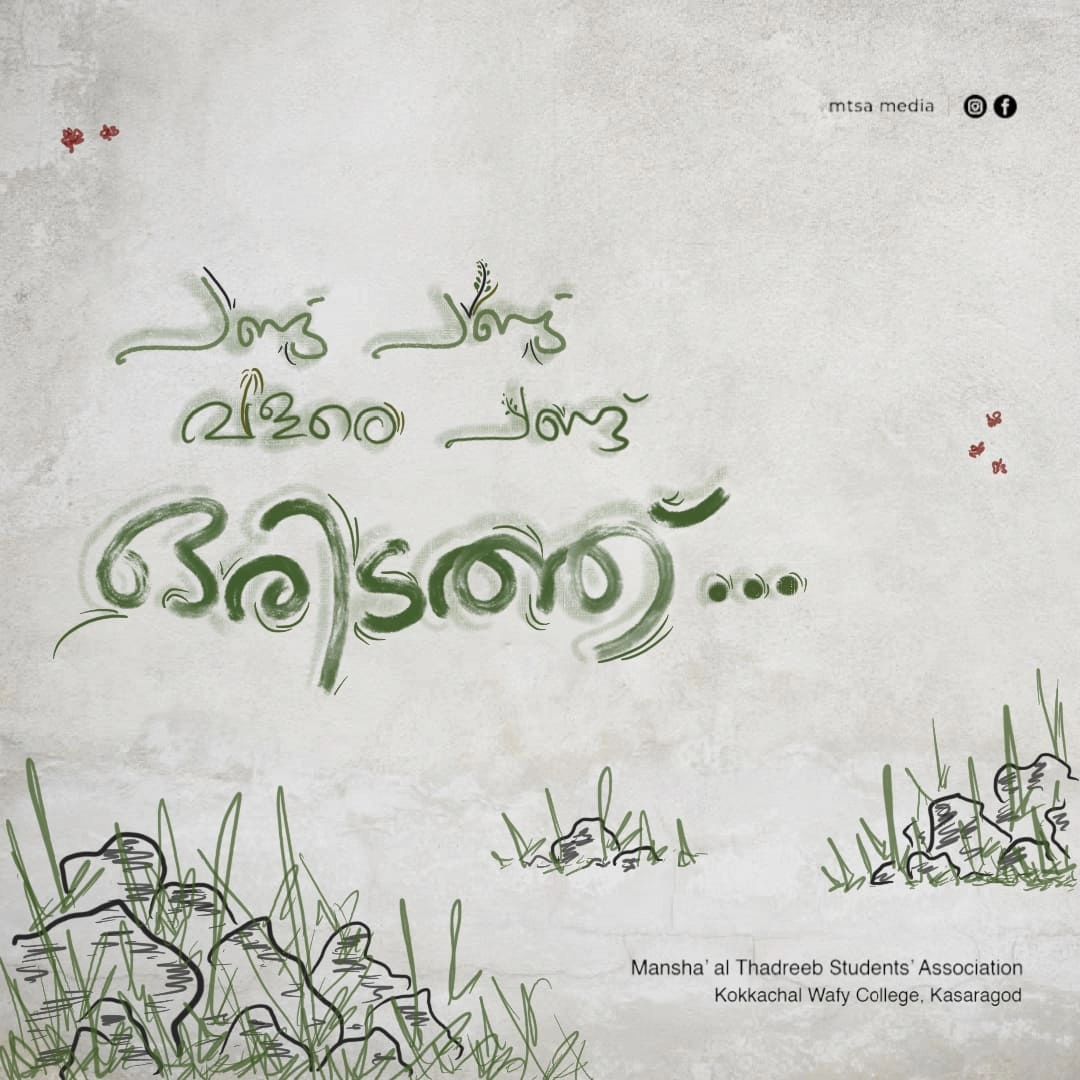 mtsa media
പണ്ട് പണ്ട്
വളരെ പണ്ട്
ഒരിടത്ത്...
Mansha' al Thadreeb Students' Association
Kokkachal Wafy College, Kasaragod